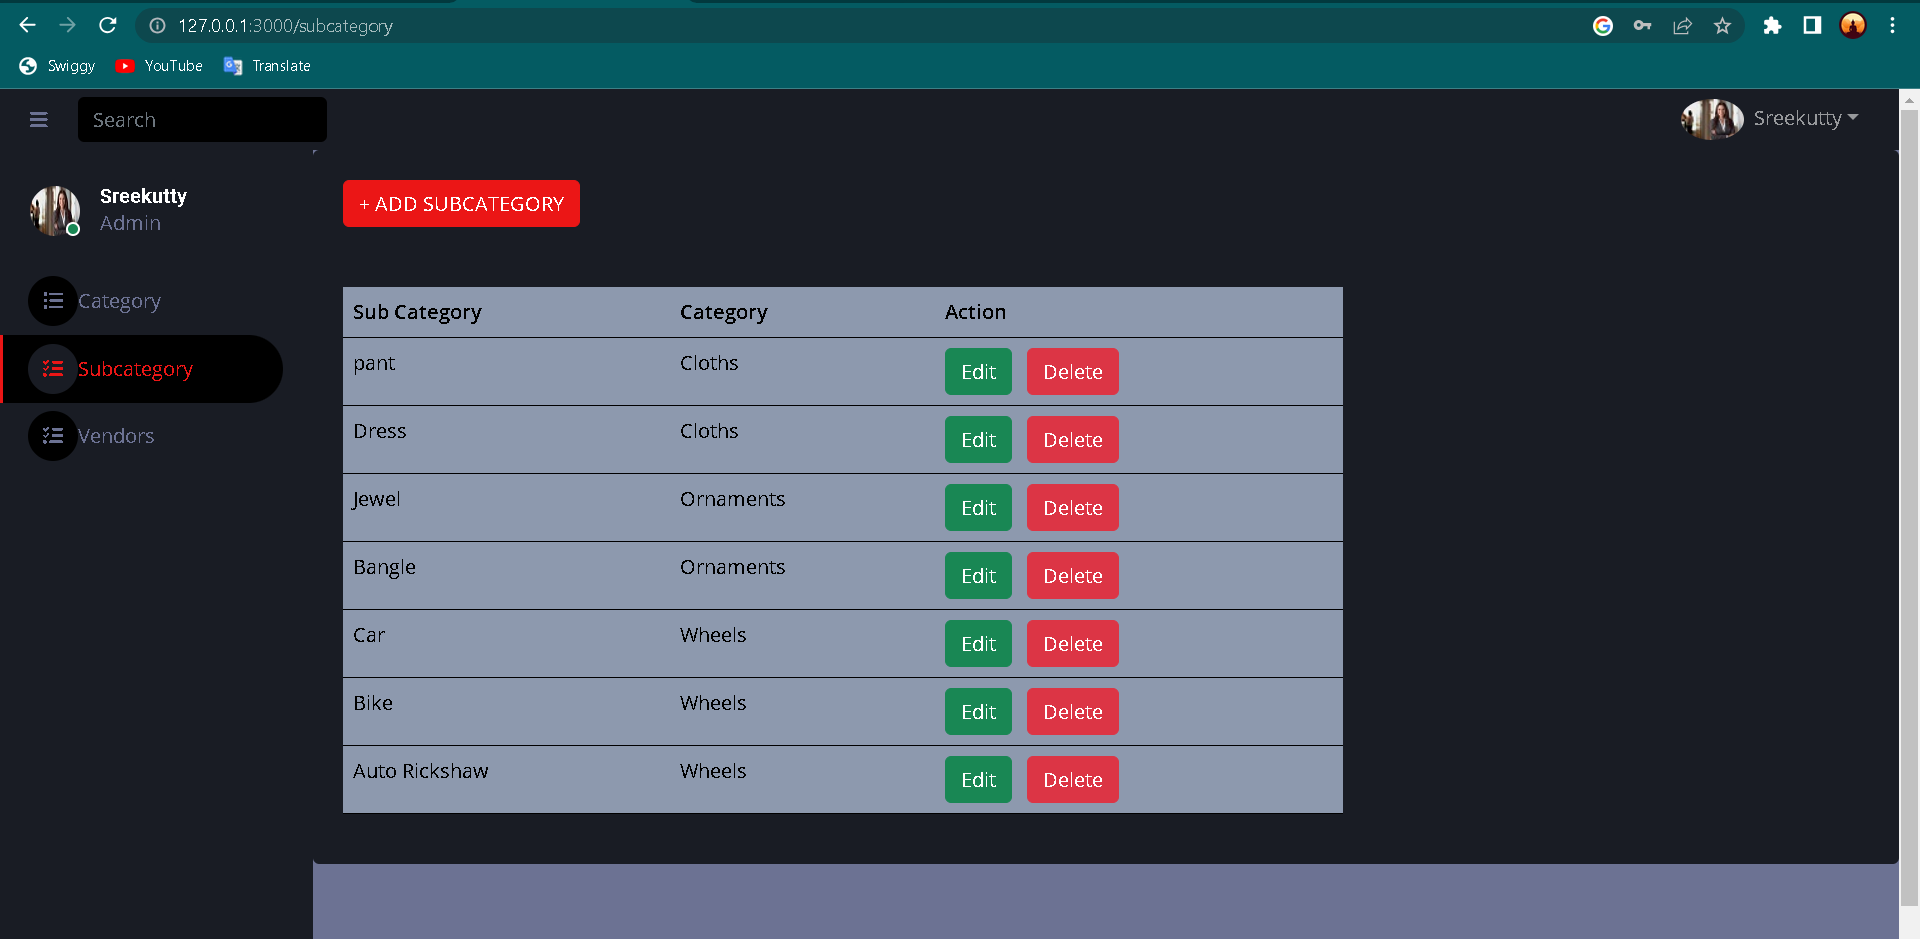 127.0.0.1:3000/subcategory
Swiggy YouTube Translate
Search Sreekutty
Sreekutty
Admin
Category
Subcategory
Vendors
+ ADD SUBCATEGORY
Sub Category Category Action
pant Cloths Edit Delete
Dress Cloths Edit Delete
Jewel Ornaments Edit Delete
Bangle Ornaments Edit Delete
Car Wheels Edit Delete
Bike Wheels Edit Delete
Auto Rickshaw Wheels Edit Delete